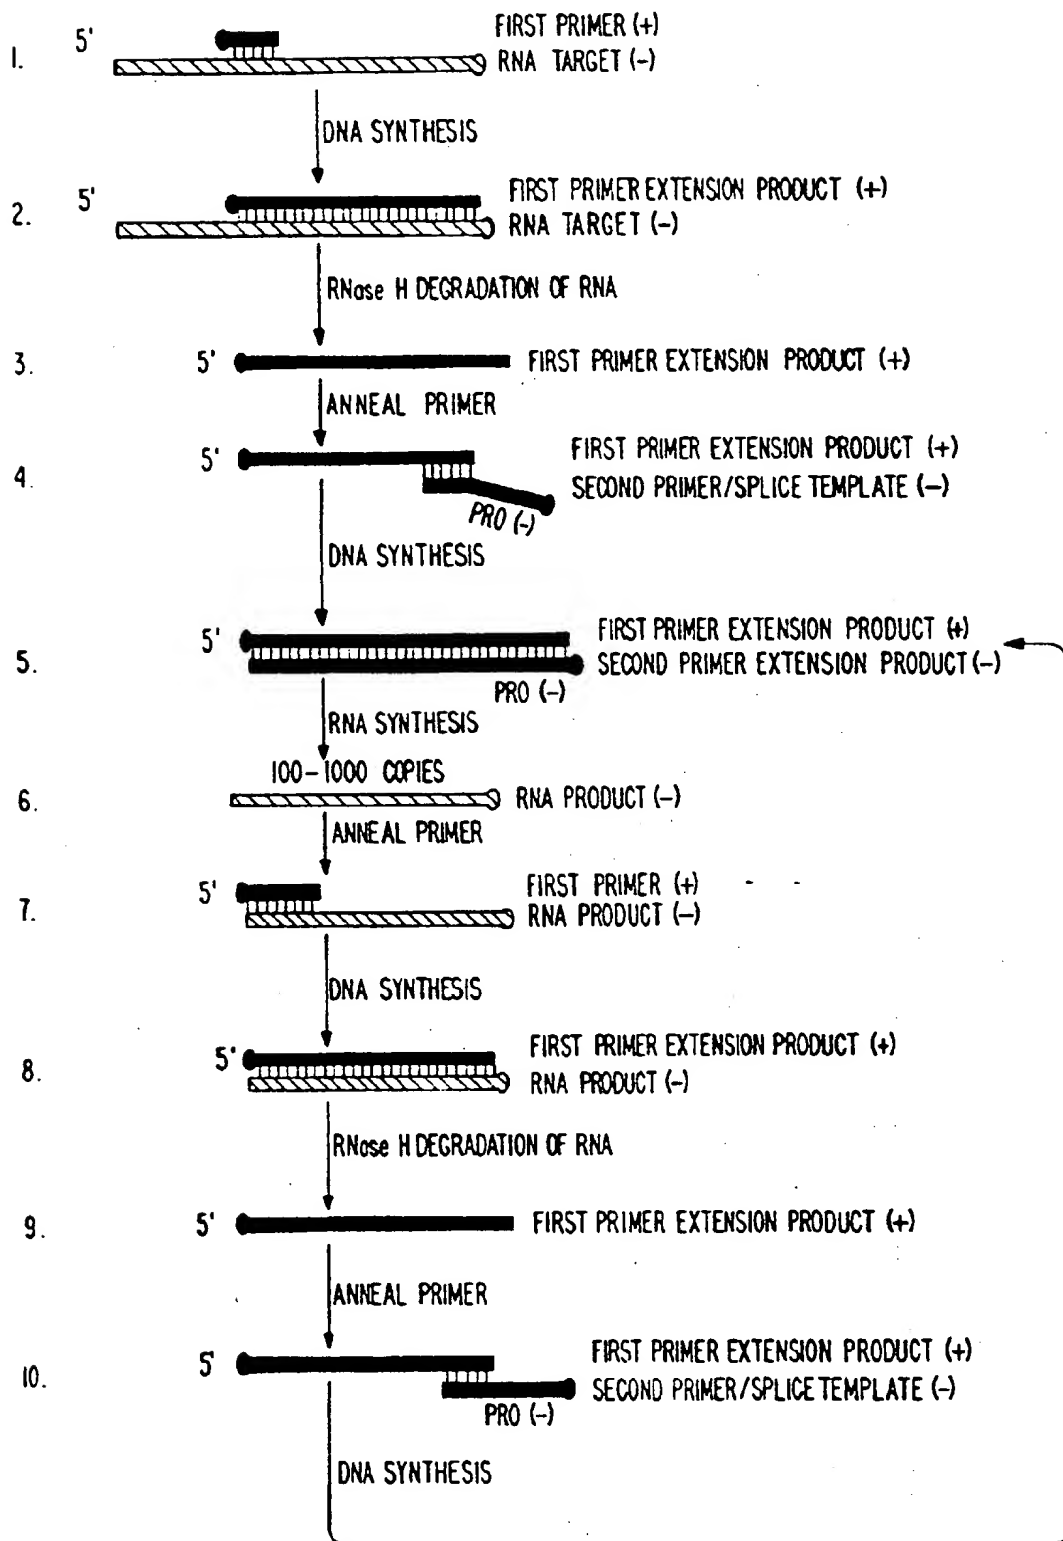 5' FIRST PRIMER (+)
1. RNA TARGET (-)
DNA SYNTHESIS
5' FIRST PRIMER EXTENSION PRODUCT (+)
2. RNA TARGET (-)
RNase H DEGRADATION OF RNA
3. 5' FIRST PRIMER EXTENSION PRODUCT (+)
ANNEAL PRIMER
5' FIRST PRIMER EXTENSION PRODUCT (+)
4. SECOND PRIMER/SPLICE TEMPLATE (-)
PRO (-)
DNA SYNTHESIS
5' FIRST PRIMER EXTENSION PRODUCT (+)
5. SECOND PRIMER EXTENSION PRODUCT (-)
PRO (-)
RNA SYNTHESIS
100-1000 COPIES
6. RNA PRODUCT (-)
ANNEAL PRIMER
5' FIRST PRIMER (+)
7. RNA PRODUCT (-)
DNA SYNTHESIS
5' FIRST PRIMER EXTENSION PRODUCT (+)
8. RNA PRODUCT (-)
RNase H DEGRADATION OF RNA
9. 5' FIRST PRIMER EXTENSION PRODUCT (+)
ANNEAL PRIMER
5' FIRST PRIMER EXTENSION PRODUCT (+)
10. SECOND PRIMER/SPLICE TEMPLATE (-)
PRO (-)
DNA SYNTHESIS